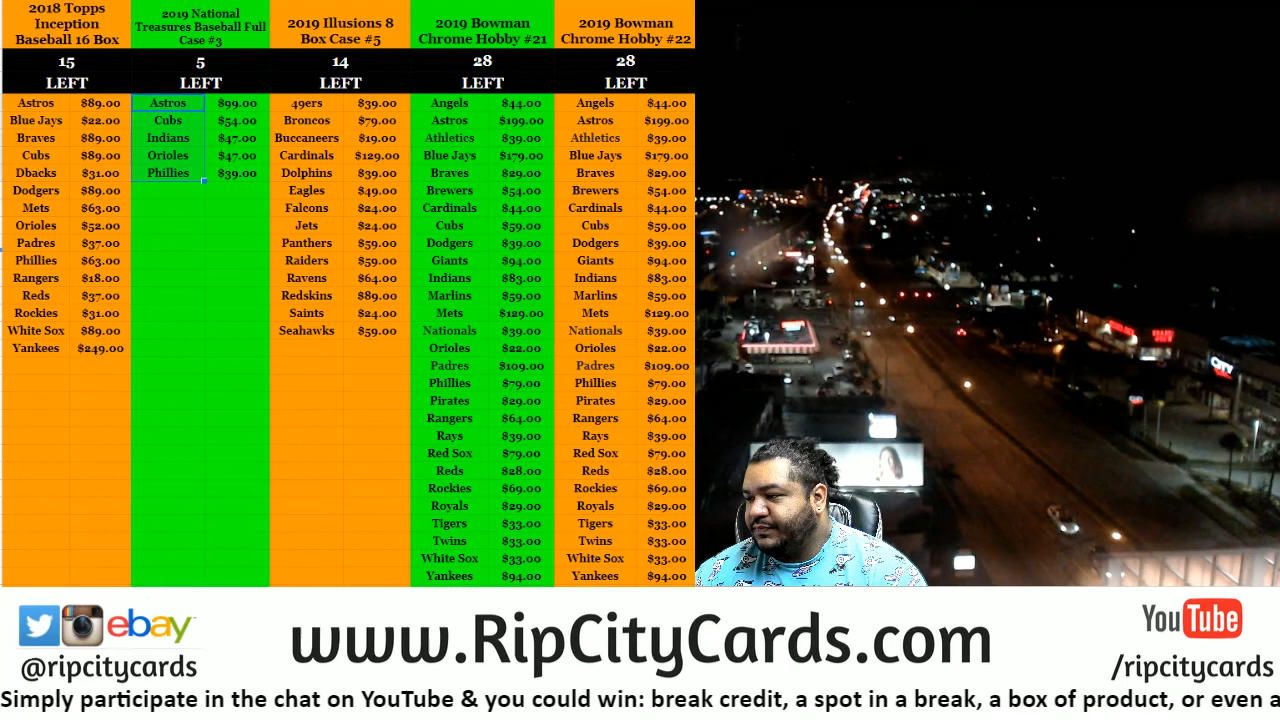 2018 Topps
Inception
Baseball 16 Box
15
LEFT
Astros $89.00
Blue Jays $22.00
Braves $89.00
Cubs $89.00
Dbacks $31.00
Dodgers $89.00
Mets $63.00
Orioles $52.00
Padres $37.00
Phillies $63.00
Rangers $18.00
Reds $37.00
Rockies $31.00
White Sox $89.00
Yankees $249.00
2019 National
Treasures Baseball Full
Case #3
5
LEFT
Astros $99.00
Cubs $54.00
Indians $47.00
Orioles $47.00
Phillies $39.00
2019 Illusions 8
Box Case #5
14
LEFT
49ers $39.00
Broncos $79.00
Buccaneers $19.00
Cardinals $129.00
Dolphins $39.00
Eagles $49.00
Falcons $24.00
Jets $24.00
Panthers $59.00
Raiders $59.00
Ravens $64.00
Redskins $89.00
Saints $24.00
Seahawks $59.00
2019 Bowman
Chrome Hobby #21
28
LEFT
Angels $44.00
Astros $199.00
Athletics $39.00
Blue Jays $179.00
Braves $29.00
Brewers $54.00
Cardinals $44.00
Cubs $59.00
Dodgers $39.00
Giants $94.00
Indians $83.00
Marlins $59.00
Mets $129.00
Nationals $39.00
Orioles $22.00
Padres $109.00
Phillies $79.00
Pirates $29.00
Rangers $64.00
Rays $39.00
Red Sox $79.00
Reds $28.00
Rockies $69.00
Royals $29.00
Tigers $33.00
Twins $33.00
White Sox $33.00
Yankees $94.00
2019 Bowman
Chrome Hobby #22
28
LEFT
Angels $44.00
Astros $199.00
Athletics $39.00
Blue Jays $179.00
Braves $29.00
Brewers $54.00
Cardinals $44.00
Cubs $59.00
Dodgers $39.00
Giants $94.00
Indians $83.00
Marlins $59.00
Mets $129.00
Nationals $39.00
Orioles $22.00
Padres $109.00
Phillies $79.00
Pirates $29.00
Rangers $64.00
Rays $39.00
Red Sox $79.00
Reds $28.00
Rockies $69.00
Royals $29.00
Tigers $33.00
Twins $33.00
White Sox $33.00
Yankees $94.00
ebay
@ripcitycards
www.RipCityCards.com
YouTube
/ripcitycards
Simply participate in the chat on YouTube & you could win: break credit, a spot in a break, a box of product, or even a